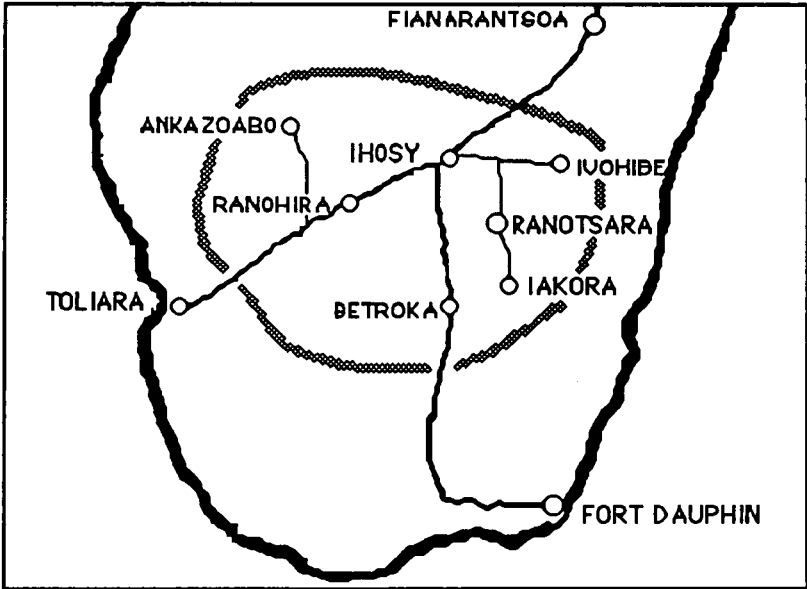 FIANARANTSOA
ANKAZOABO
IHOSY
IVOHIBE
RANOHIRA
RANOTSARA
IAKORA
TOLIARA
BETROKA
FORT DAUPHIN